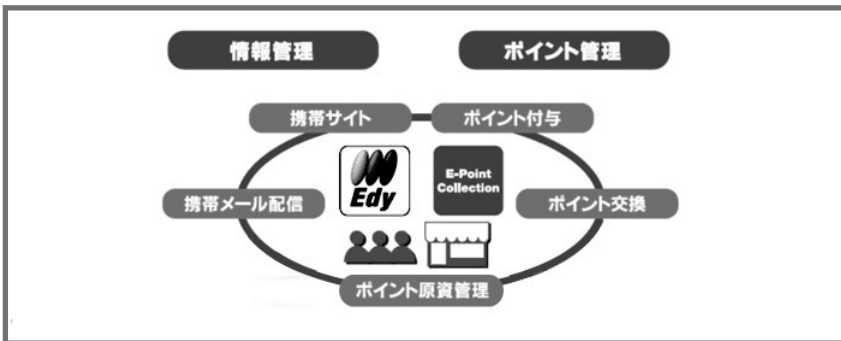 情報管理
ポイント管理
携帯サイト
ポイント付与
Edy
E-Point
Collection
携帯メール配信
ポイント交換
ポイント原資管理